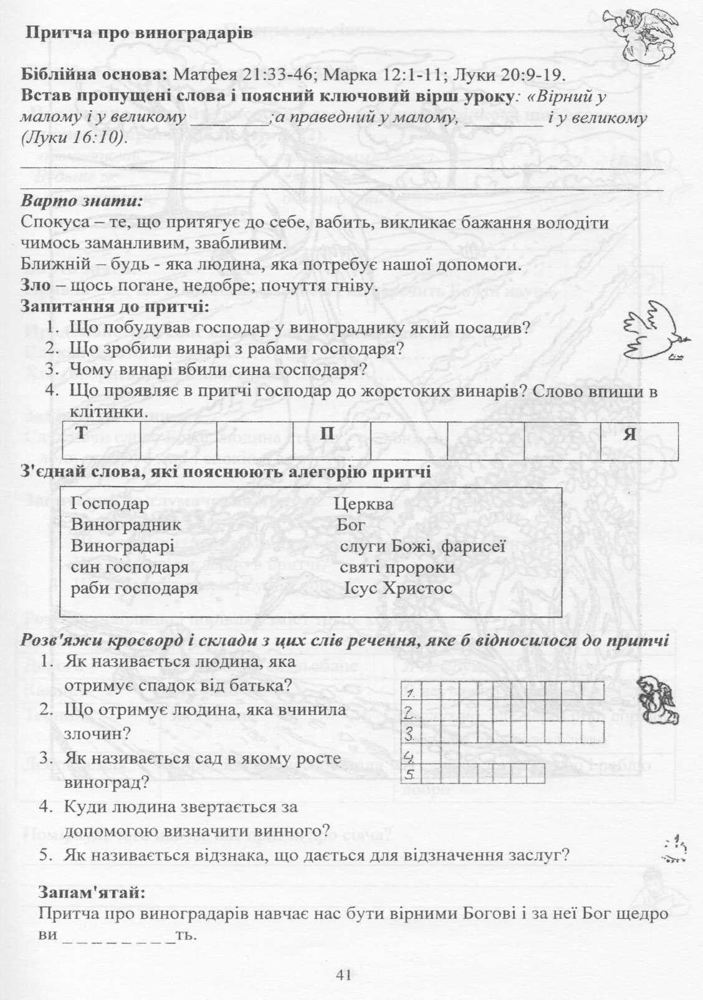 Притча про виноградарів
Біблійна основа: Матфея 21:33-46; Марка 12:1-11; Луки 20:9-19.
Встав пропущені слова і поясний ключовий вірш уроку: «Вірний у
малому і у великому _________;а праведний у малому, _________ і у великому
(Луки 16:10).
Варто знати:
Спокуса – те, що притягує до себе, вабить, викликає бажання володіти
чимось заманливим, звабливим.
Ближній – будь - яка людина, яка потребує нашої допомоги.
Зло – щось погане, недобре; почуття гніву.
Запитання до притчі:
1. Що побудував господар у винограднику який посадив?
2. Що зробили винарі з рабами господаря?
3. Чому винарі вбили сина господаря?
4. Що проявляє в притчі господар до жорстоких винарів? Слово впиши в
клітинки.
Т П Я
З'єднай слова, які пояснюють алегорію притчі
Господар Церква
Виноградник Бог
Виноградарі слуги Божі, фарисеї
син господаря святі пророки
раби господаря Ісус Христос
Розв'яжи кросворд і склади з цих слів речення, яке б відносилося до притчі
1. Як називається людина, яка
отримує спадок від батька?
2. Що отримує людина, яка вчинила
злочин?
3. Як називається сад в якому росте
виноград?
4. Куди людина звертається за
допомогою визначити винного?
5. Як називається відзнака, що дається для відзначення заслуг?
1.
2.
3.
4.
5.
Запам'ятай:
Притча про виноградарів навчає нас бути вірними Богові і за неї Бог щедро
ви _ _ _ _ _ _ _ _ть.
41